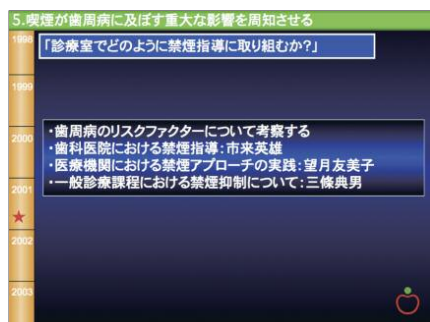 5.喫煙が歯周病に及ぼす重大な影響を周知させる
1998
「診療室でどのように禁煙指導に取り組むか?」
1999
・歯周病のリスクファクターについて考察する
2000
・歯科医院における禁煙指導:市来英雄
・医療機関における禁煙アプローチの実践:望月友美子
・一般診療課程における禁煙抑制について:三條典男
2001
2002
2003